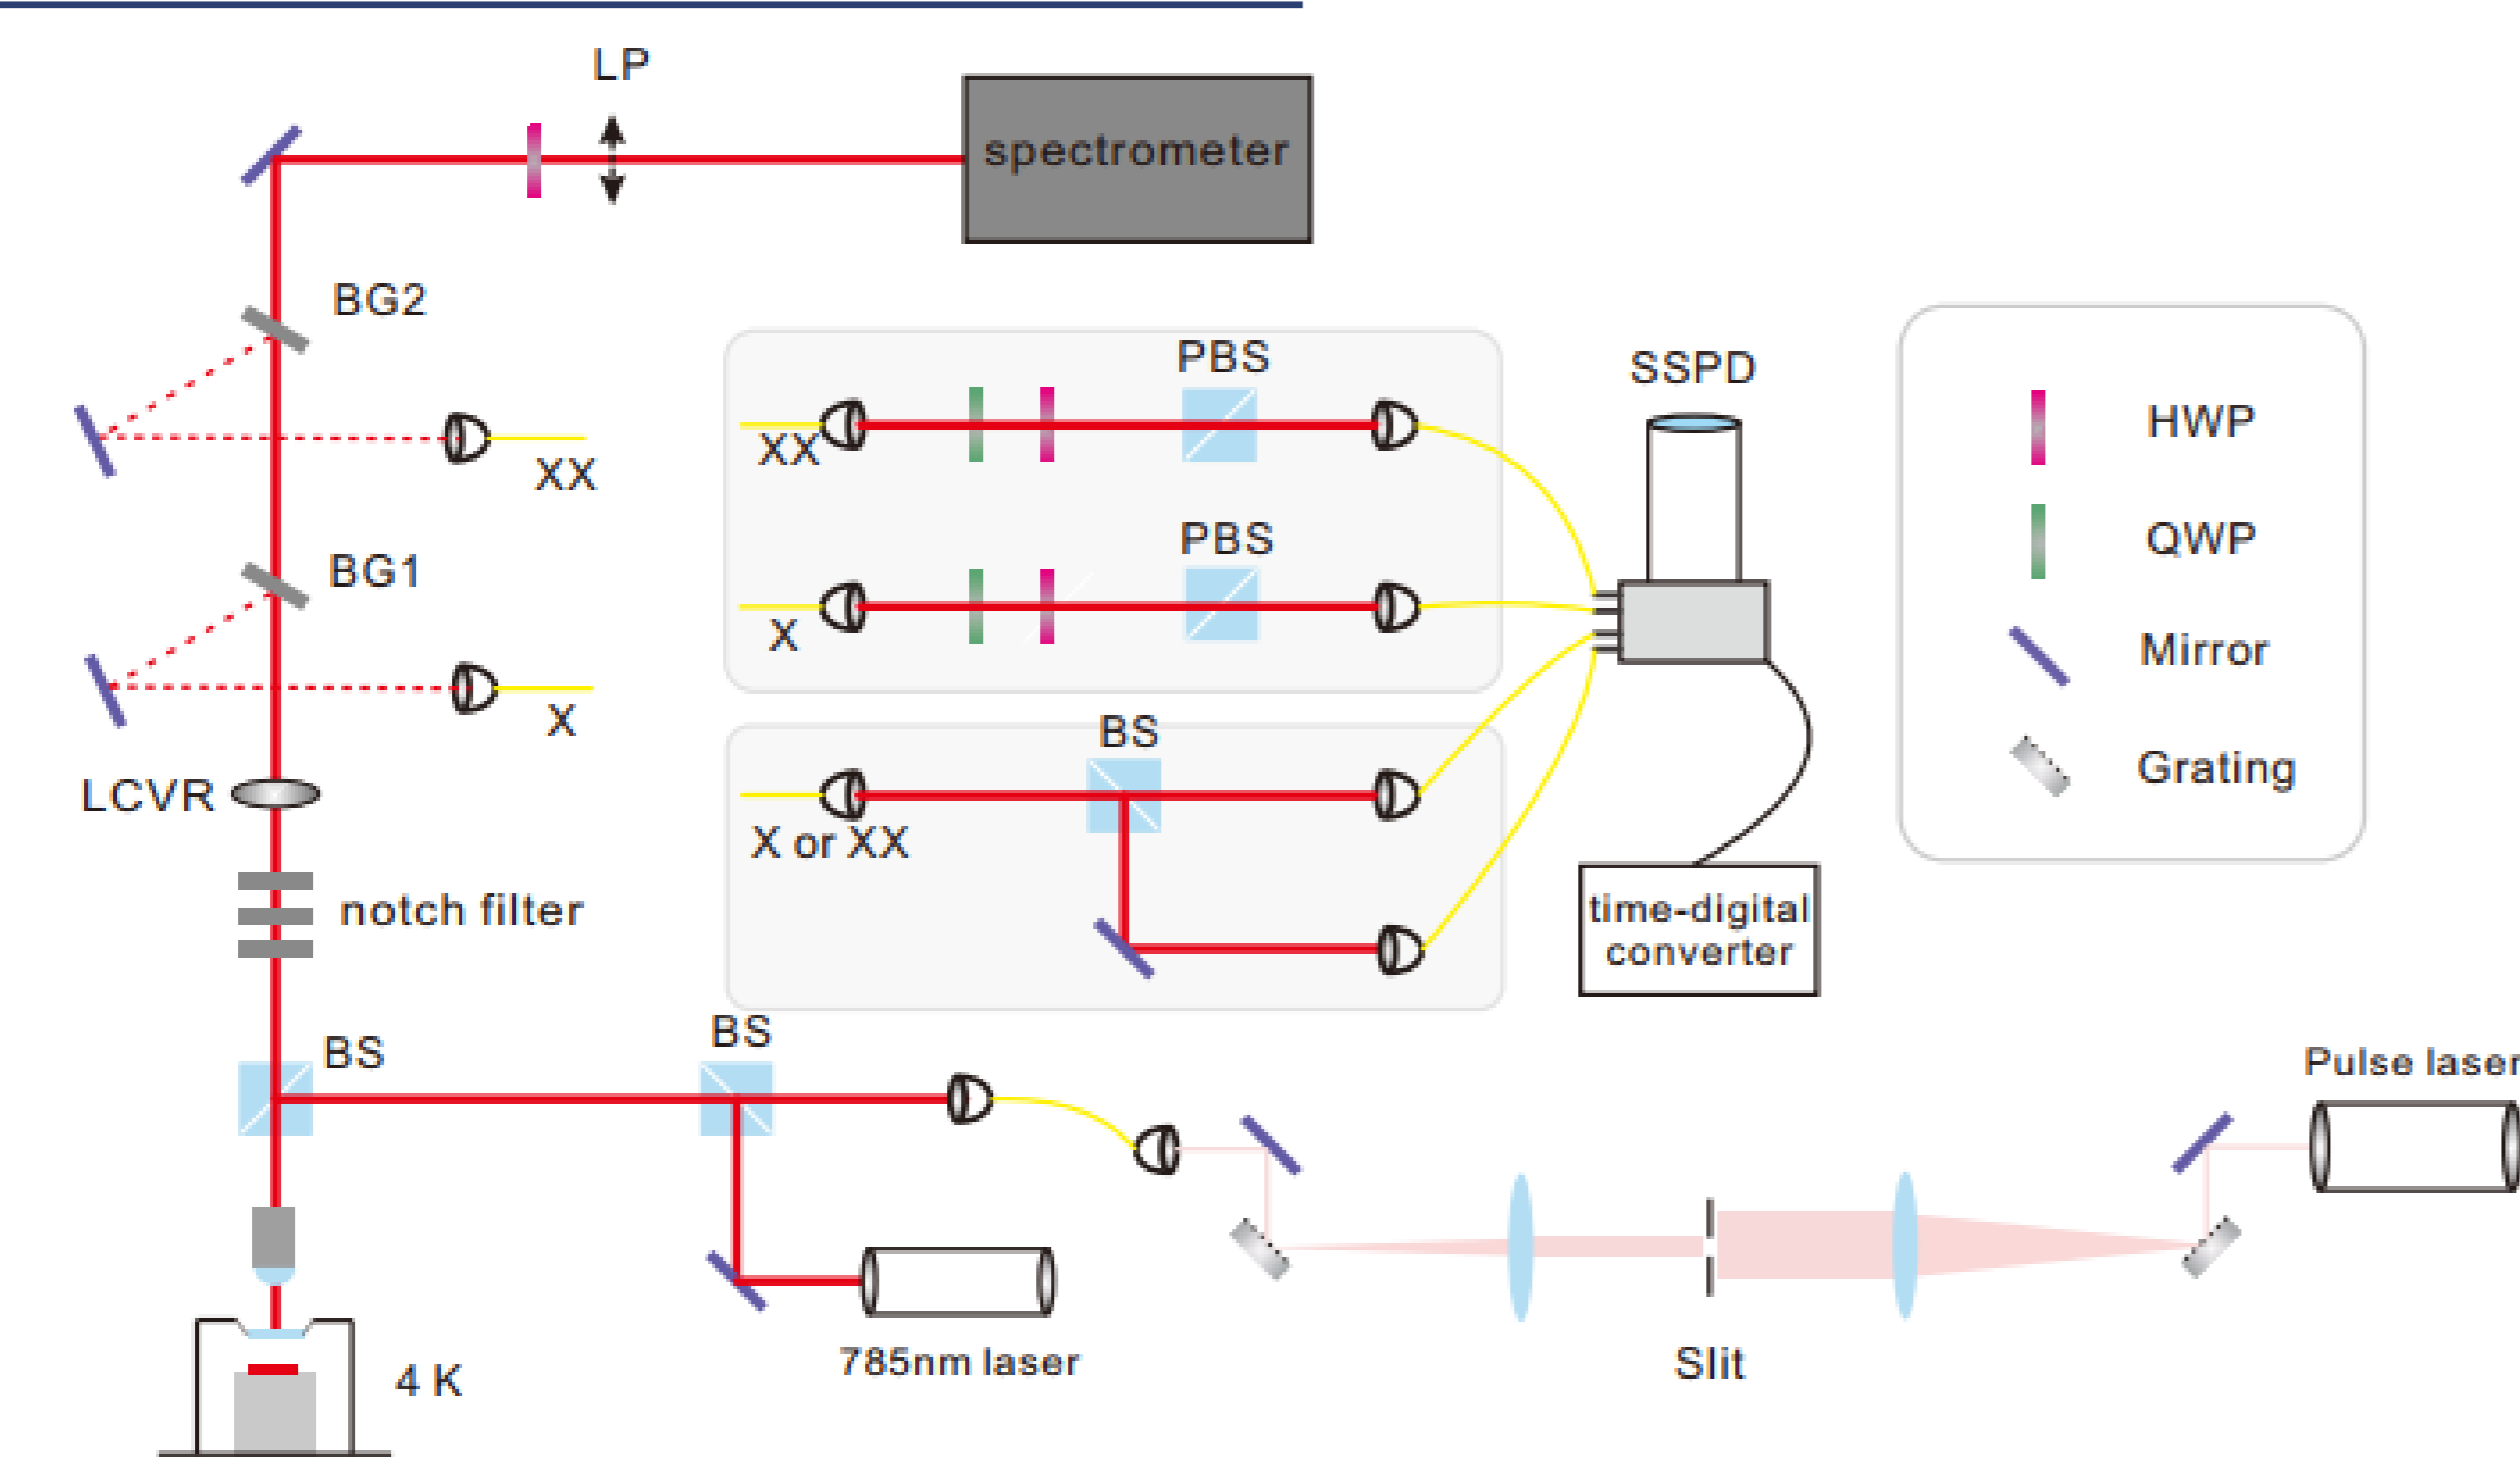 LP
spectrometer
BG2
XX
BG1
X
LCVR
notch filter
BS
4 K
PBS
XX
PBS
X
BS
X or XX
SSPD
time-digital
converter
HWP
QWP
Mirror
Grating
BS
785nm laser
Slit
Pulse laser